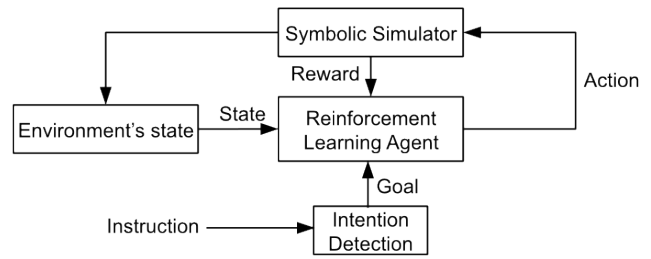 Symbolic Simulator
Reward
Action
State
Environment's state
Reinforcement
Learning Agent
Goal
Instruction
Intention
Detection